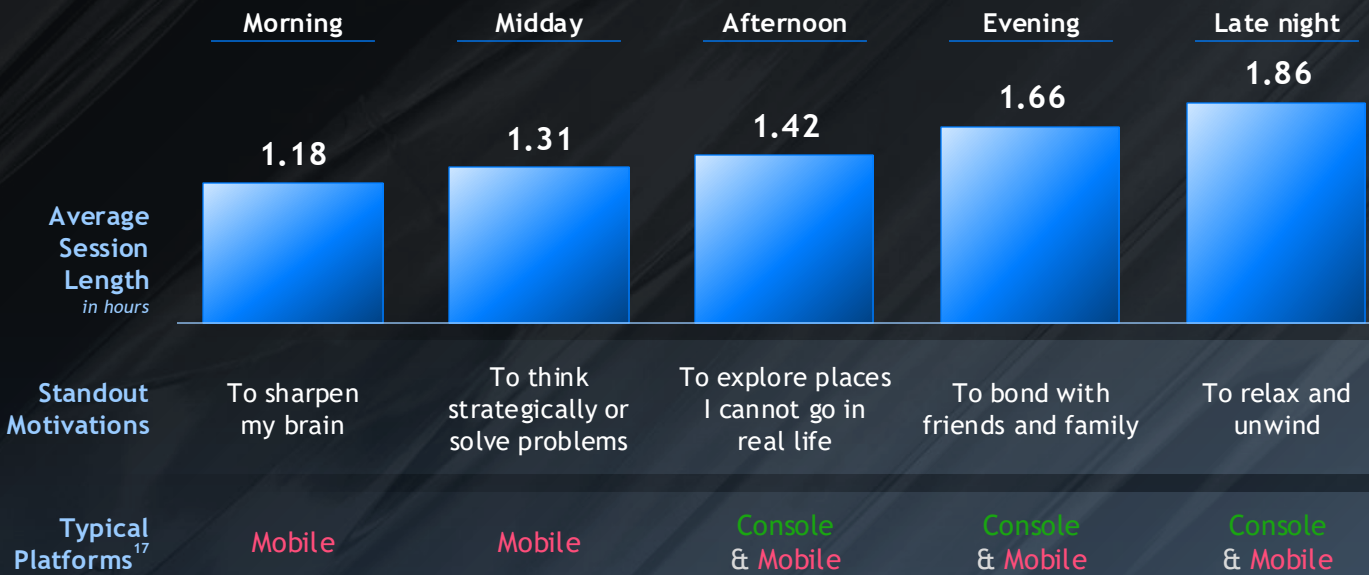 Morning
Midday
Afternoon
Evening
Late night
1.18
1.31
1.42
1.66
1.86
Average
Session
Length
in hours
Standout
Motivations
To sharpen
my brain
To think
strategically or
solve problems
To explore places
I cannot go in
real life
To bond with
friends and family
To relax and
unwind
Typical
Platforms17
Mobile
Mobile
Console
& Mobile
Console
& Mobile
Console
& Mobile